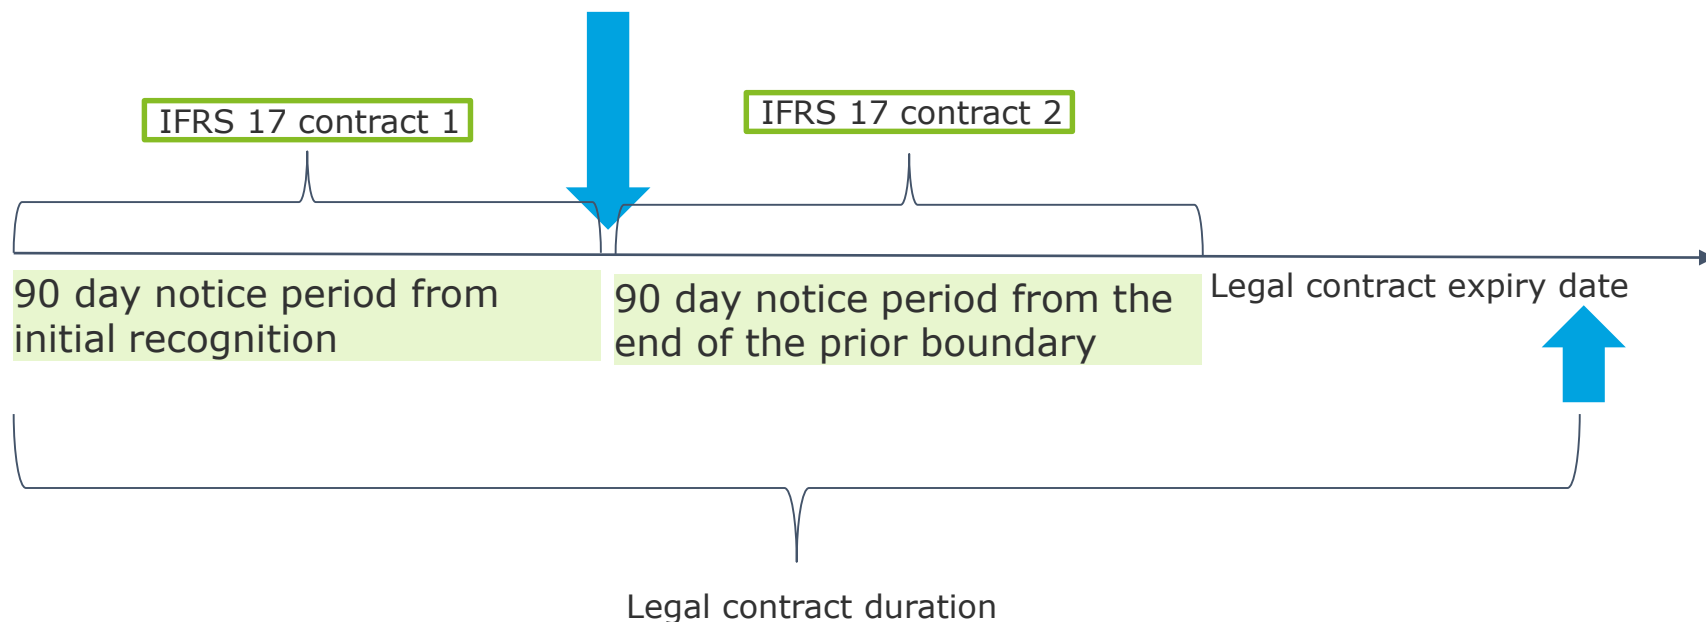 IFRS 17 contract 1
IFRS 17 contract 2
90 day notice period from
initial recognition
90 day notice period from the
end of the prior boundary
Legal contract expiry date
Legal contract duration